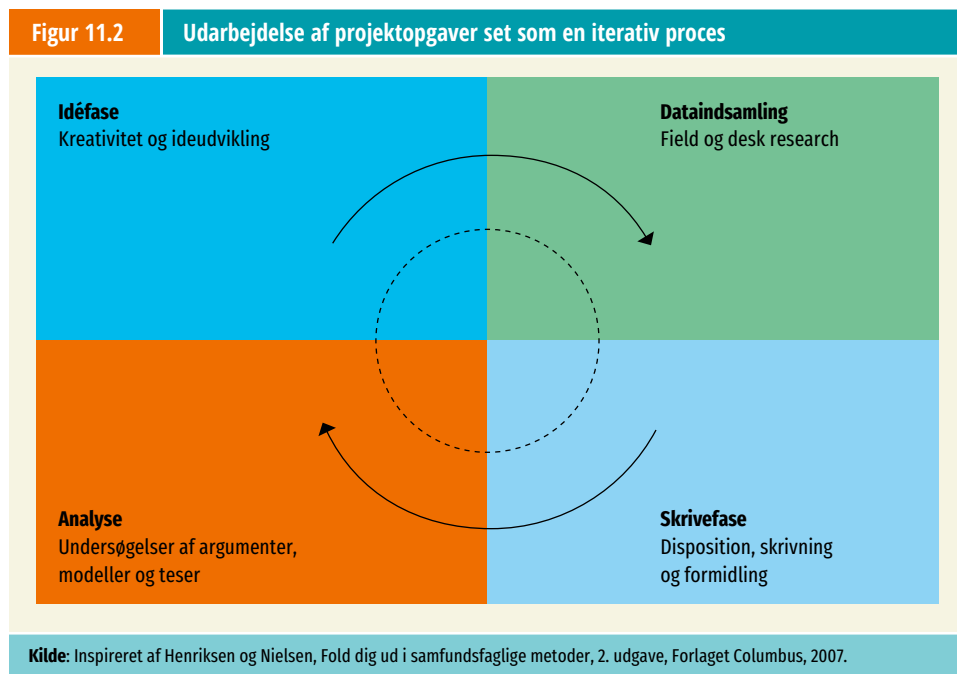 Figur 11.2
Udarbejdelse af projektopgaver set som en iterativ proces
Idéfase
Kreativitet og ideudvikling
Dataindsamling
Field og desk research
Analyse
Undersøgelser af argumenter,
modeller og teser
Skrivefase
Disposition, skrivning
og formidling
Kilde: Inspireret af Henriksen og Nielsen, Fold dig ud i samfundsfaglige metoder, 2. udgave, Forlaget Columbus, 2007.